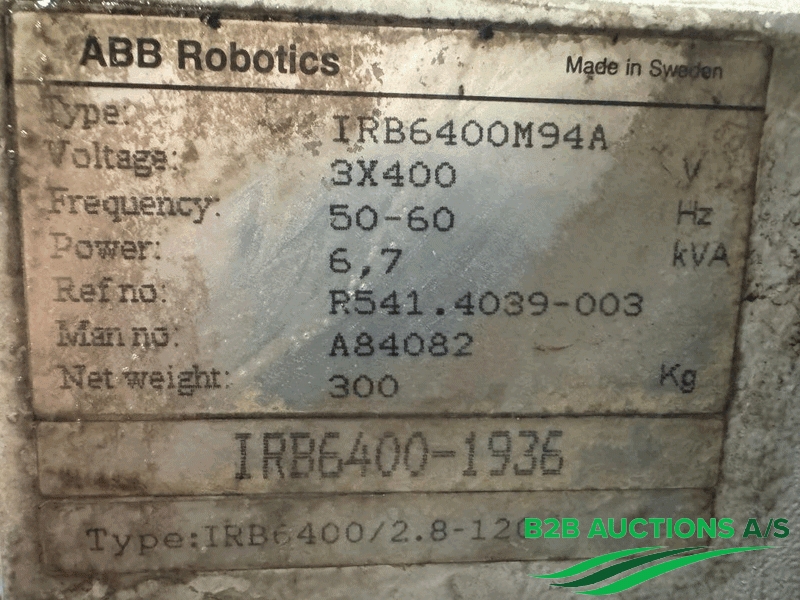 ABB Robotics Made in Sweden
Type: IRB6400M94A
Voltage: 3X400 V
Frequency: 50-60 Hz
Power: 6,7 kVA
Ref no: R541.4039-003
Man no: A84082
Net weight: 300 Kg
IRB6400-1936
Type:IRB6400/2.8-120
B2B AUCTIONS A/S